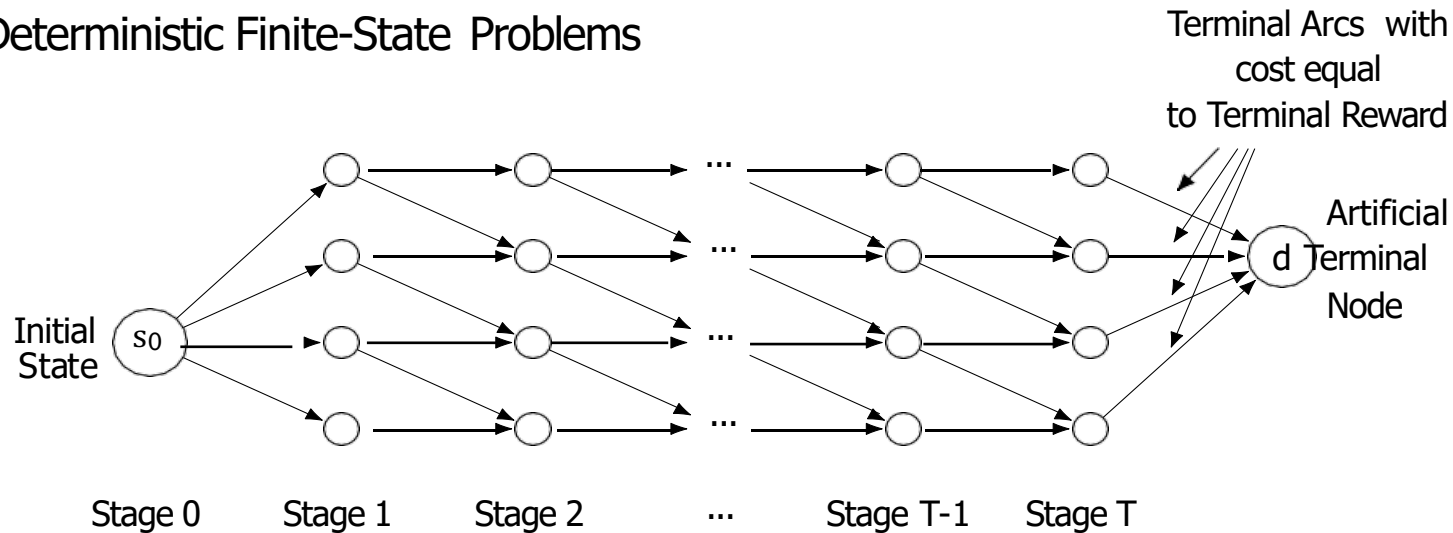 Deterministic Finite-State Problems
Terminal Arcs with
cost equal
to Terminal Reward
...
...
...
...
Artificial
d Terminal
Node
Initial
State
s0
Stage 0 Stage 1 Stage 2 ... Stage T-1 Stage T